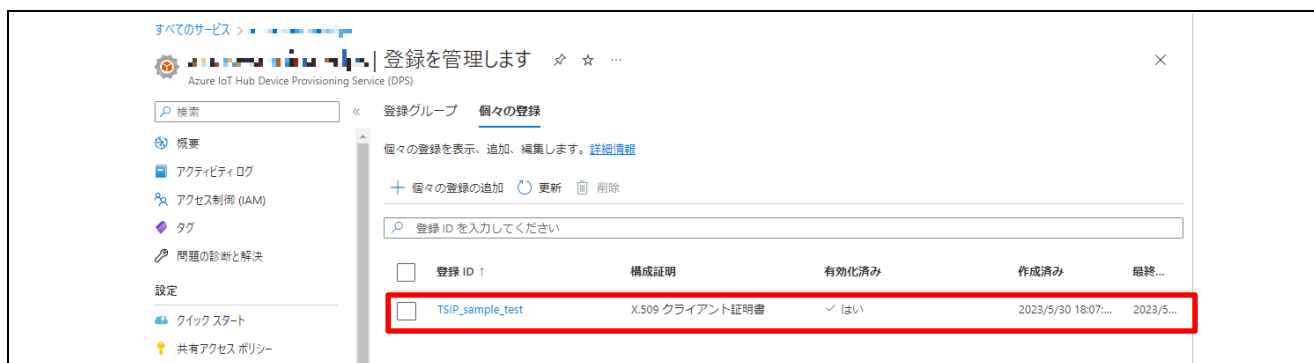 すべてのサービス >
| 登録を管理します
Azure IoT Hub Device Provisioning Service (DPS)
検索
登録グループ 個々の登録
概要
個々の登録を表示、追加、編集します。詳細情報
アクティビティ ログ
個々の登録の追加 更新 削除
アクセス制御 (IAM)
タグ
登録 ID を入力してください
問題の診断と解決
登録 ID ↑ 構成証明 有効化済み 作成済み 最終...
設定
TSIP_sample_test X.509 クライアント証明書 はい 2023/5/30 18:07:... 2023/5...
クイック スタート
共有アクセス ポリシー